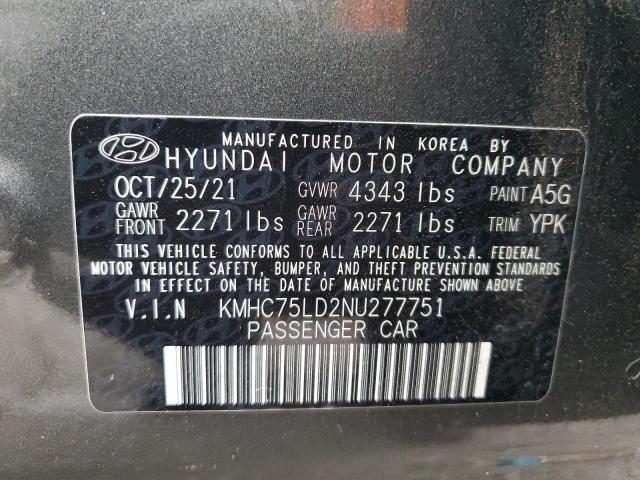 MANUFACTURED IN KOREA BY
HYUNDAI MOTOR COMPANY
OCT/25/21 GVWR 4343 lbs PAINT A5G
GAWR FRONT 2271 lbs GAWR REAR 2271 lbs TRIM YPK
THIS VEHICLE CONFORMS TO ALL APPLICABLE U.S.A. FEDERAL
MOTOR VEHICLE SAFETY, BUMPER, AND THEFT PREVENTION STANDARDS
IN EFFECT ON THE DATE OF MANUFACTURE SHOWN ABOVE.
V.I.N KMHC75LD2NU277751
PASSENGER CAR